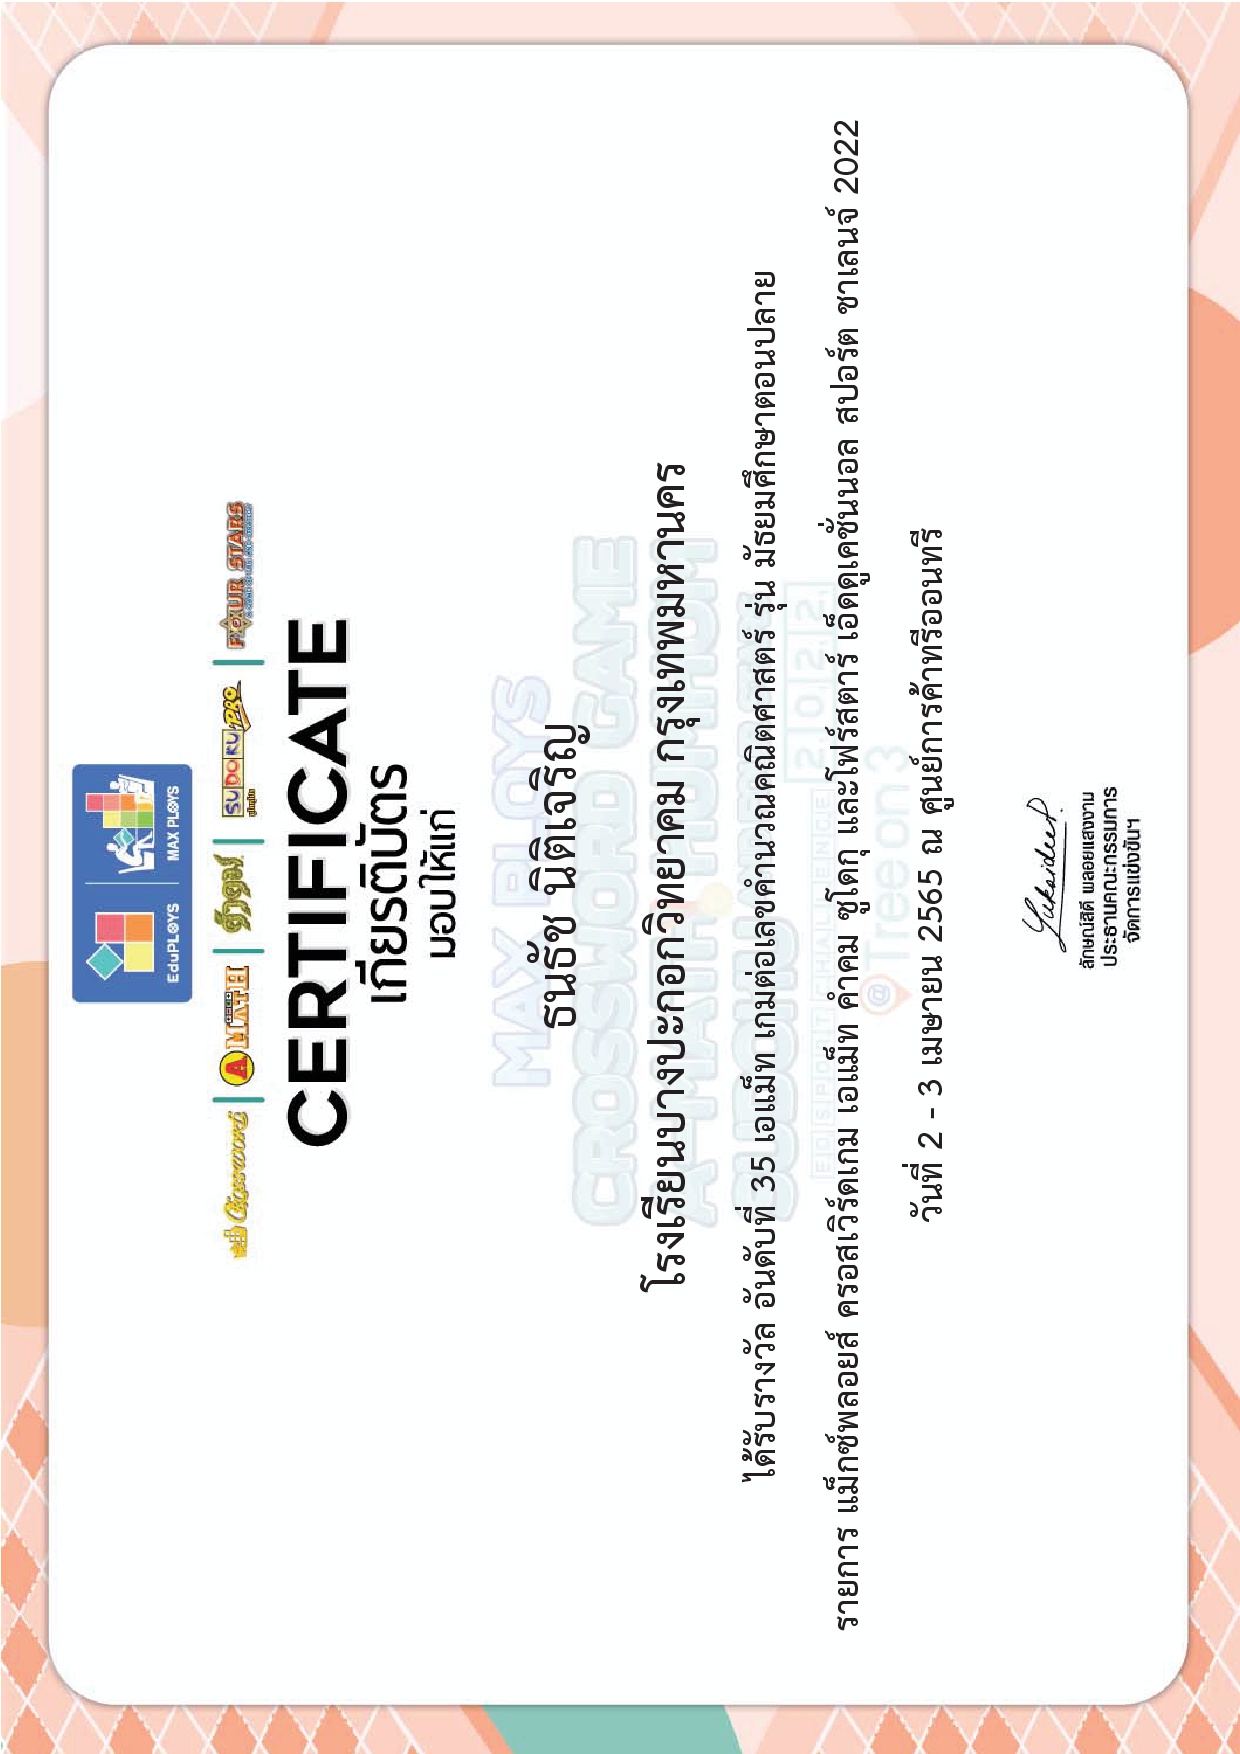 EduPLOYS MAX PLOYS
Crossword A MATH คำคม SUDOKU PRO ซูโดกุโปร FOUR STARS
CERTIFICATE
เกียรติบัตร
มอบให้แก่
MAX PLOYS
ธนธัช นิติเจริญ
CROSSWORD GAME
โรงเรียนบางปะกอกวิทยาคม กรุงเทพมหานคร
A-MATH KUMKOM
ได้รับรางวัล อันดับที่ 35 เอแม็ท เกมต่อเลขคำนวณคณิตศาสตร์ รุ่น มัธยมศึกษาตอนปลาย
SUDOKU AND FOUR STARS
EDSPORT CHALLENGE 2022
รายการ แม็กซ์พลอยส์ ครอสเวิร์ดเกม เอแม็ท คำคม ซูโดกุ และโฟร์สตาร์ เอ็ดดูเคชั่นนอล สปอร์ต ชาเลนจ์ 2022
@Tree on 3
วันที่ 2 - 3 เมษายน 2565 ณ ศูนย์การค้าทรีออนทรี
ลักษณ์สิดี พลอยแสงงาม
ประธานคณะกรรมการ
จัดการแข่งขันฯ